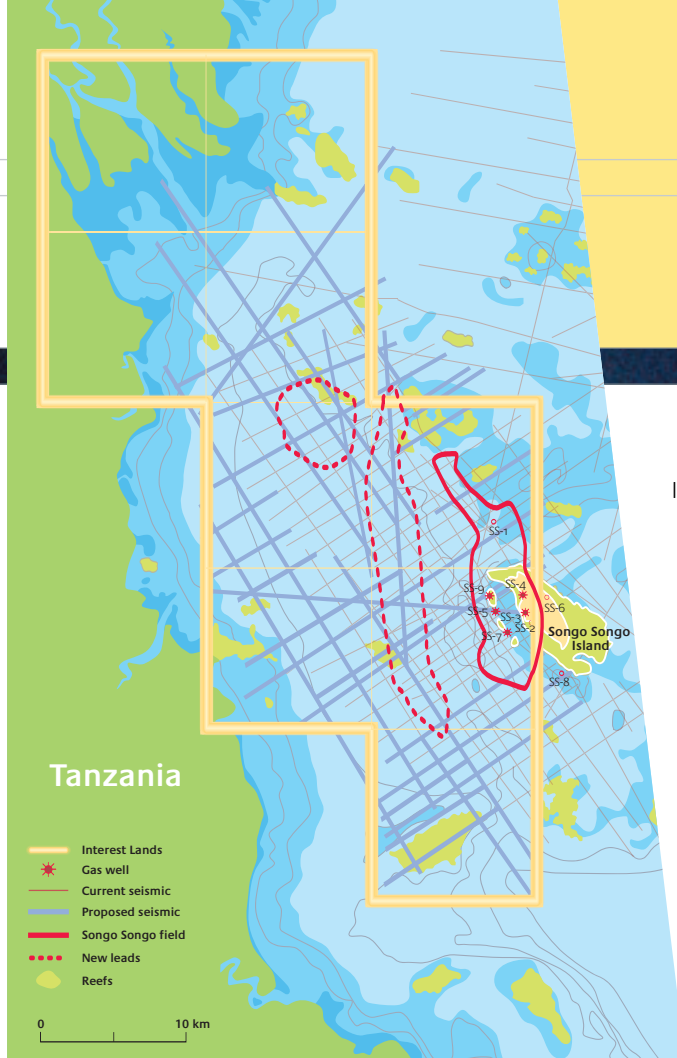 I
SS-1
SS-9
SS-4
SS-6
SS-5
SS-3
SS-2
SS-7
Songo Songo
Island
SS-8
Tanzania
Interest Lands
Gas well
Current seismic
Proposed seismic
Songo Songo field
New leads
Reefs
0 10 km